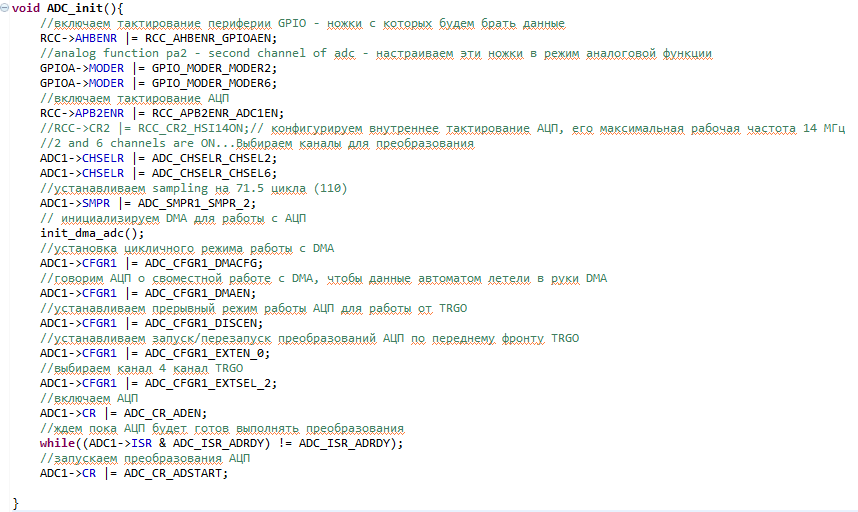 void ADC_init(){
//включаем тактирование периферии GPIO - ножки с которых будем брать данные
RCC->AHBENR |= RCC_AHBENR_GPIOAEN;
//analog function pa2 - second channel of adc - настраиваем эти ножки в режим аналоговой функции
GPIOA->MODER |= GPIO_MODER_MODER2;
GPIOA->MODER |= GPIO_MODER_MODER6;
//включаем тактирование АЦП
RCC->APB2ENR |= RCC_APB2ENR_ADC1EN;
//RCC->CR2 |= RCC_CR2_HSI14ON;// конфигурируем внутреннее тактирование АЦП, его максимальная рабочая частота 14 МГц
//2 and 6 channels are ON...Выбираем каналы для преобразования
ADC1->CHSELR |= ADC_CHSELR_CHSEL2;
ADC1->CHSELR |= ADC_CHSELR_CHSEL6;
//устанавливаем sampling на 71.5 цикла (110)
ADC1->SMPR |= ADC_SMPR1_SMPR_2;
// инициализируем DMA для работы с АЦП
init_dma_adc();
//установка цикличного режима работы с DMA
ADC1->CFGR1 |= ADC_CFGR1_DMACFG;
//говорим АЦП о своместной работе с DMA, чтобы данные автоматом летели в руки DMA
ADC1->CFGR1 |= ADC_CFGR1_DMAEN;
//устанавливаем прерывный режим работы АЦП для работы от TRGO
ADC1->CFGR1 |= ADC_CFGR1_DISCEN;
//устанавливаем запуск/перезапуск преобразований АЦП по переднему фронту TRGO
ADC1->CFGR1 |= ADC_CFGR1_EXTEN_0;
//выбираем канал 4 канал TRGO
ADC1->CFGR1 |= ADC_CFGR1_EXTSEL_2;
//включаем АЦП
ADC1->CR |= ADC_CR_ADEN;
//ждем пока АЦП будет готов выполнять преобразования
while((ADC1->ISR & ADC_ISR_ADRDY) != ADC_ISR_ADRDY);
//запускаем преобразования АЦП
ADC1->CR |= ADC_CR_ADSTART;
}